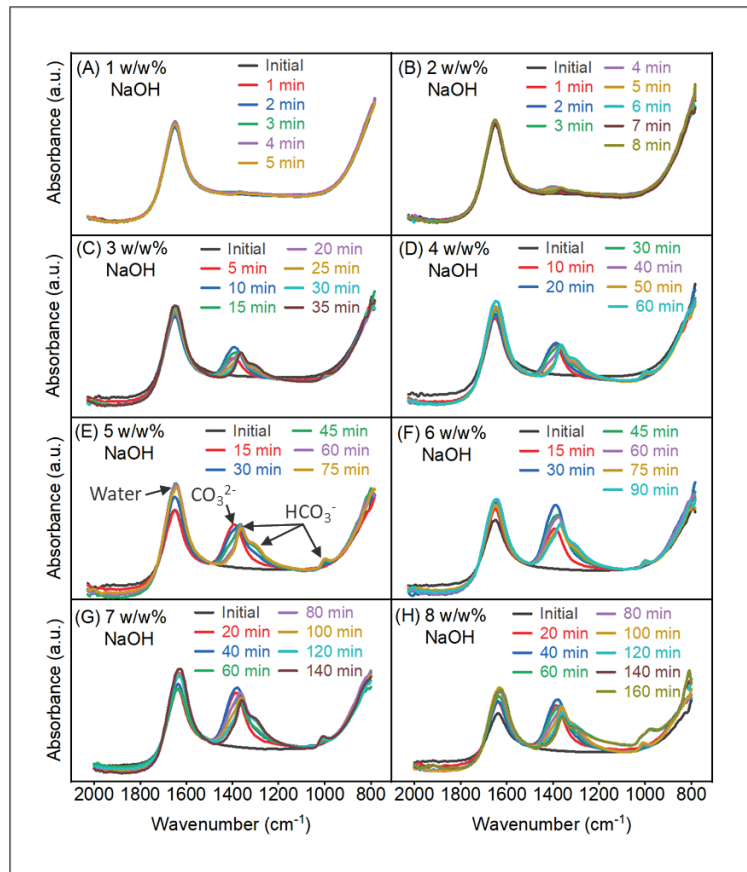 (A) 1 w/w%
NaOH
Initial
1 min
2 min
3 min
4 min
5 min
(B) 2 w/w%
NaOH
Initial
1 min
2 min
3 min
4 min
5 min
6 min
7 min
8 min
Absorbance (a.u.)
Absorbance (a.u.)
(C) 3 w/w%
NaOH
Initial
5 min
10 min
15 min
20 min
25 min
30 min
35 min
(D) 4 w/w%
NaOH
Initial
10 min
20 min
30 min
40 min
50 min
60 min
Absorbance (a.u.)
Absorbance (a.u.)
(E) 5 w/w%
NaOH
Initial
15 min
30 min
45 min
60 min
75 min
Water
CO₃²⁻
HCO₃⁻
(F) 6 w/w%
NaOH
Initial
15 min
30 min
45 min
60 min
75 min
90 min
Absorbance (a.u.)
Absorbance (a.u.)
(G) 7 w/w%
NaOH
Initial
20 min
40 min
60 min
80 min
100 min
120 min
140 min
(H) 8 w/w%
NaOH
Initial
20 min
40 min
60 min
80 min
100 min
120 min
140 min
160 min
Absorbance (a.u.)
Absorbance (a.u.)
2000 1800 1600 1400 1200 1000 800
2000 1800 1600 1400 1200 1000 800
Wavenumber (cm⁻¹)
Wavenumber (cm⁻¹)